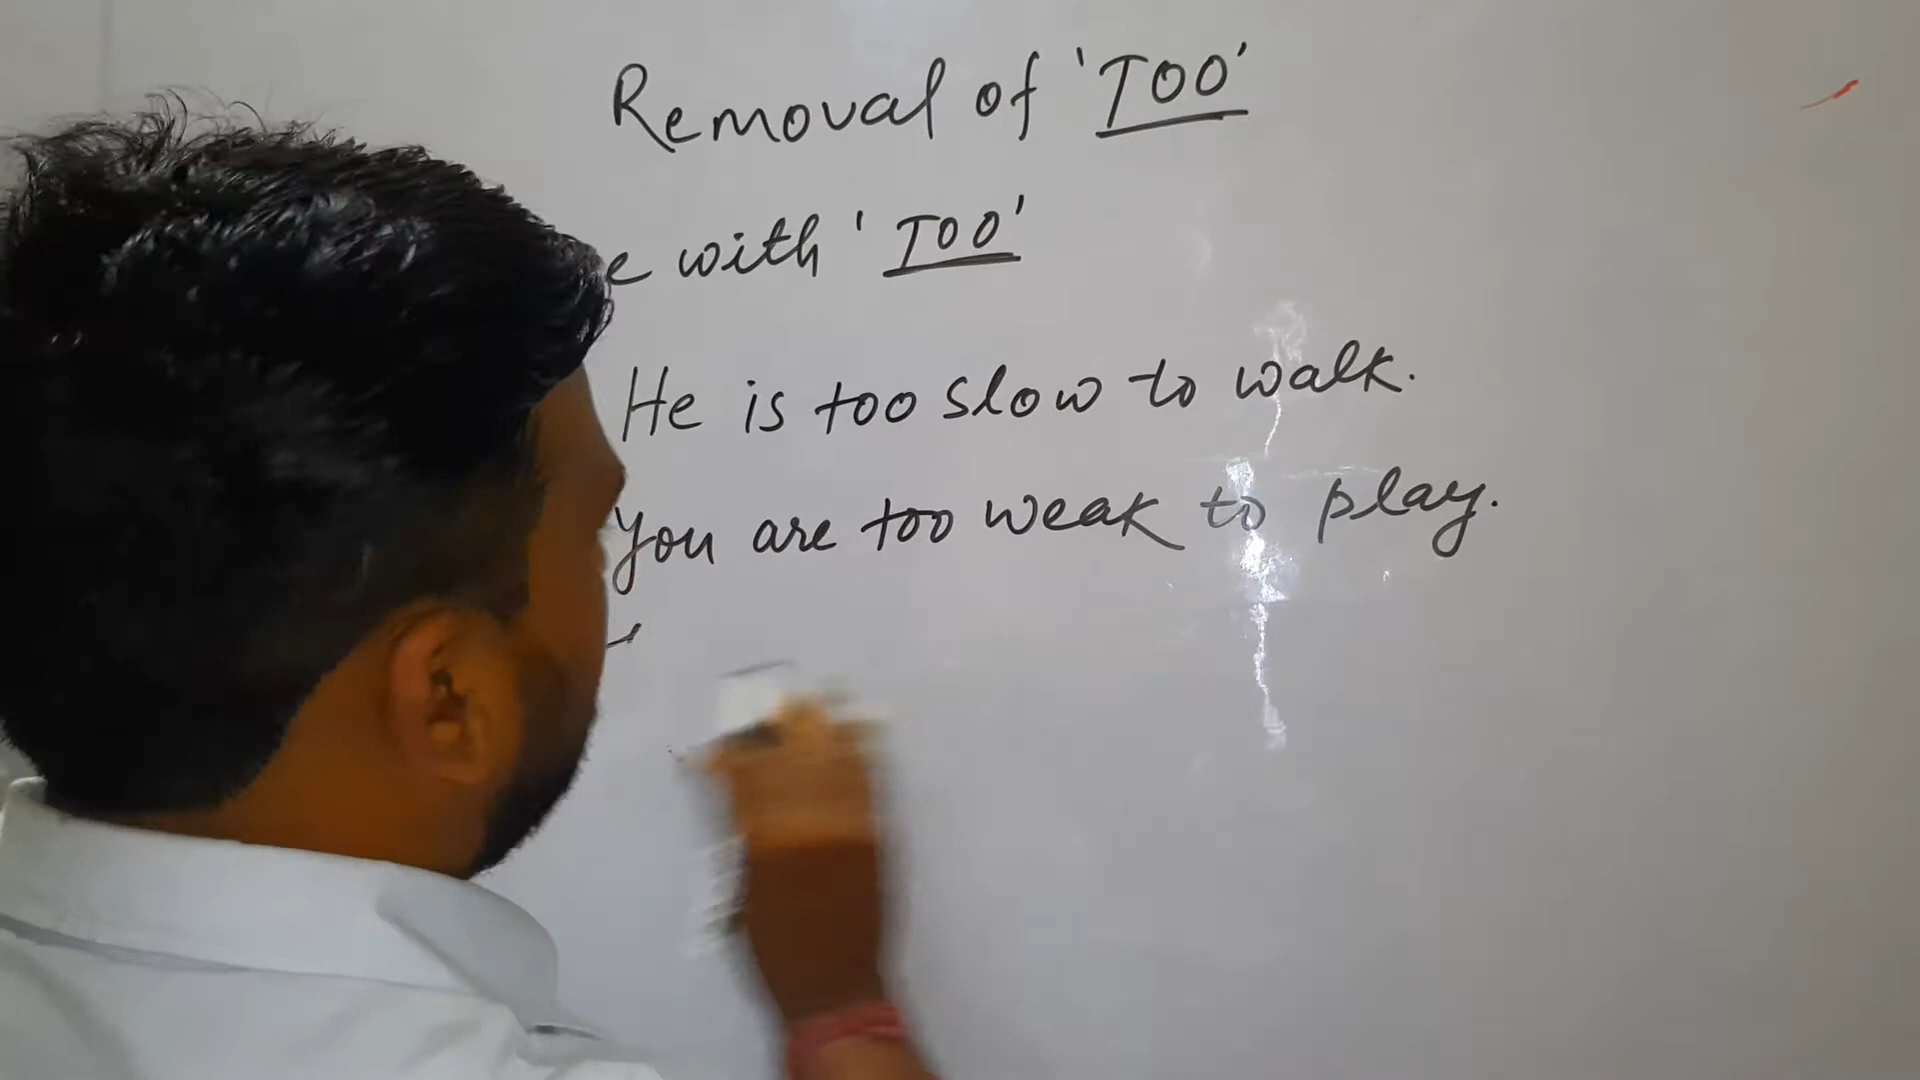 Removal of 'TOO'
with 'TOO'
He is too slow to walk.
You are too weak to play.